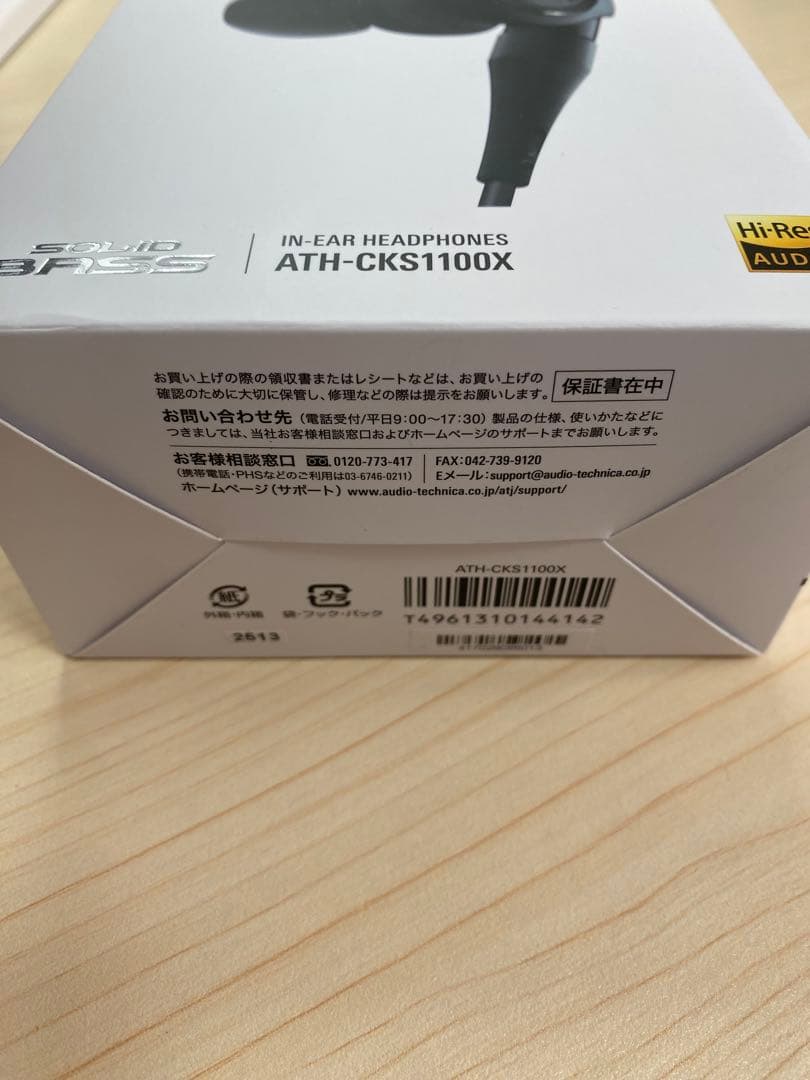 SOLID
BASS
IN-EAR HEADPHONES
ATH-CKS1100X
Hi-Res
AUDI
お買い上げの際の領収書またはレシートなどは、お買い上げの
確認のために大切に保管し、修理などの際は提示をお願いします。
保証書在中
お問い合わせ先（電話受付/平日9:00〜17:30）製品の仕様、使いかたなどに
つきましては、当社お客様相談窓口およびホームページのサポートまでお願いします。
お客様相談窓口 0120-773-417
（携帯電話・PHSなどのご利用は03-6746-0211）
FAX:042-739-9120
Eメール:support@audio-technica.co.jp
ホームページ（サポート）www.audio-technica.co.jp/atj/support/
紙
外箱・内箱
プラ
袋・フック・パック
2513
ATH-CKS1100X
T4961310144142